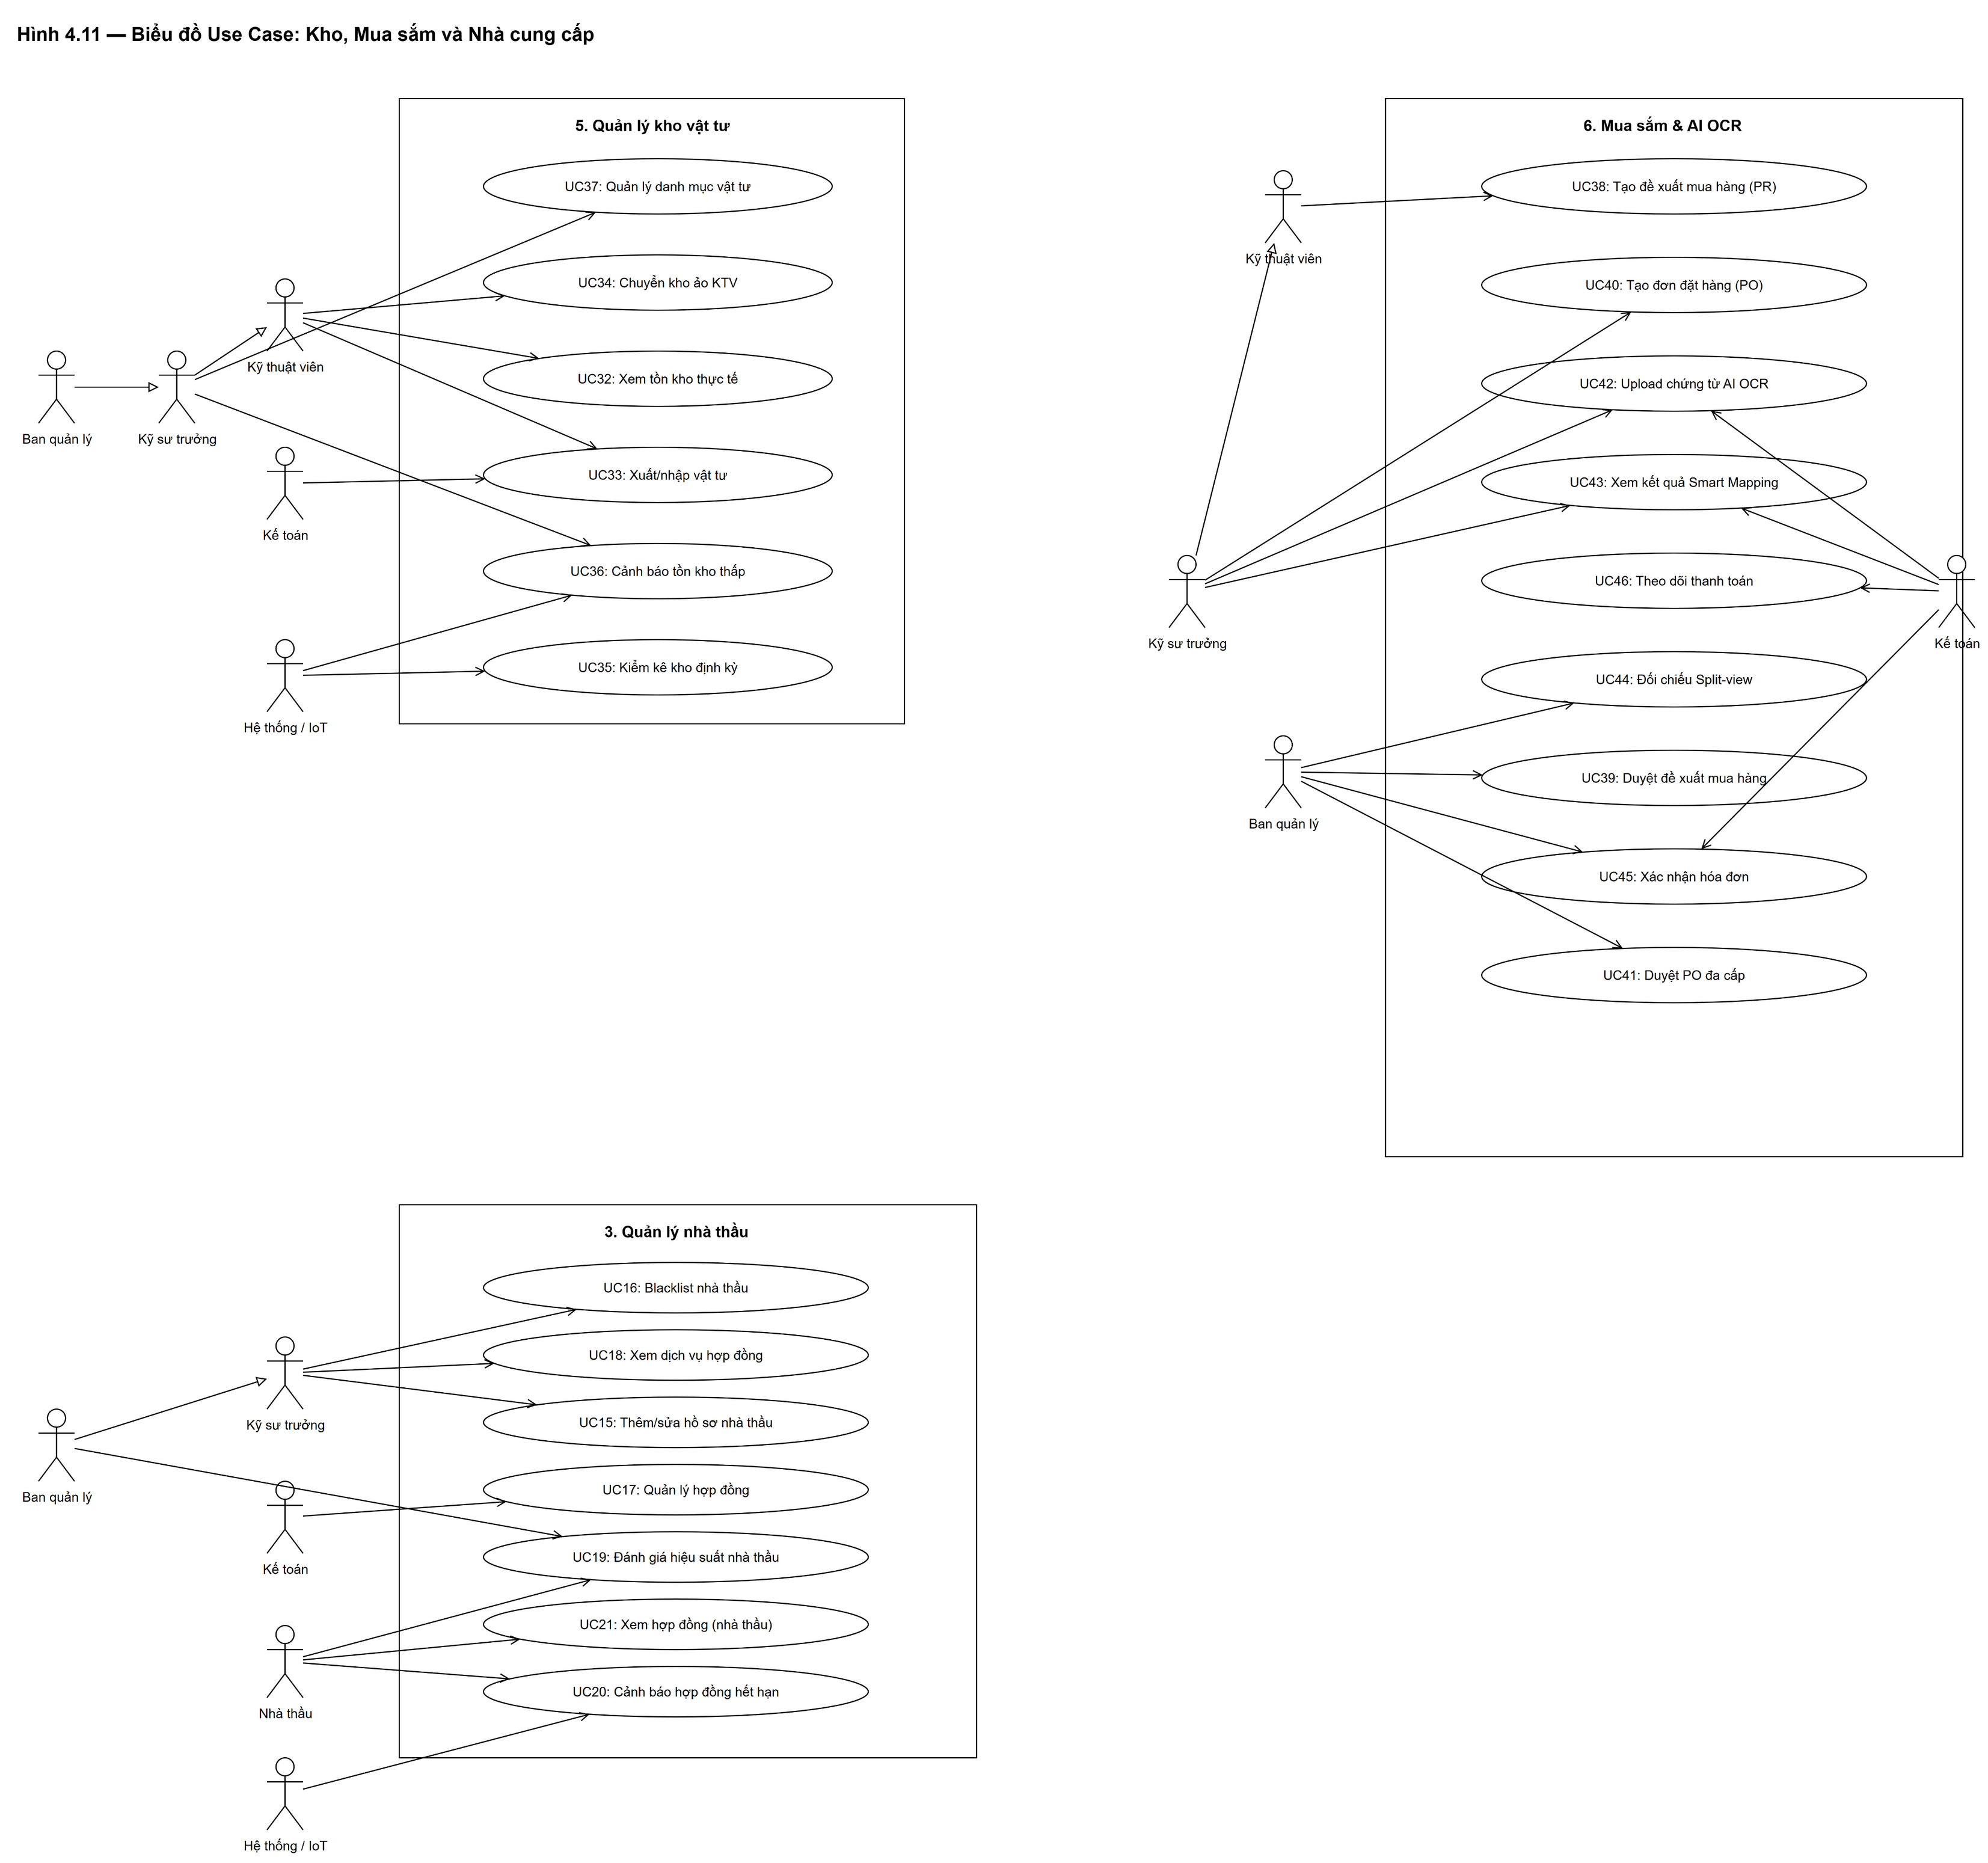 Hình 4.11 — Biểu đồ Use Case: Kho, Mua sắm và Nhà cung cấp
5. Quản lý kho vật tư
UC37: Quản lý danh mục vật tư
UC34: Chuyển kho ảo KTV
UC32: Xem tồn kho thực tế
UC33: Xuất/nhập vật tư
UC36: Cảnh báo tồn kho thấp
UC35: Kiểm kê kho định kỳ
Kỹ thuật viên
Ban quản lý
Kỹ sư trưởng
Kế toán
Hệ thống / IoT
6. Mua sắm & AI OCR
UC38: Tạo đề xuất mua hàng (PR)
UC40: Tạo đơn đặt hàng (PO)
UC42: Upload chứng từ AI OCR
UC43: Xem kết quả Smart Mapping
UC46: Theo dõi thanh toán
UC44: Đối chiếu Split-view
UC39: Duyệt đề xuất mua hàng
UC45: Xác nhận hóa đơn
UC41: Duyệt PO đa cấp
Kỹ thuật viên
Kỹ sư trưởng
Kế toán
Ban quản lý
3. Quản lý nhà thầu
UC16: Blacklist nhà thầu
UC18: Xem dịch vụ hợp đồng
UC15: Thêm/sửa hồ sơ nhà thầu
UC17: Quản lý hợp đồng
UC19: Đánh giá hiệu suất nhà thầu
UC21: Xem hợp đồng (nhà thầu)
UC20: Cảnh báo hợp đồng hết hạn
Kỹ sư trưởng
Ban quản lý
Kế toán
Nhà thầu
Hệ thống / IoT